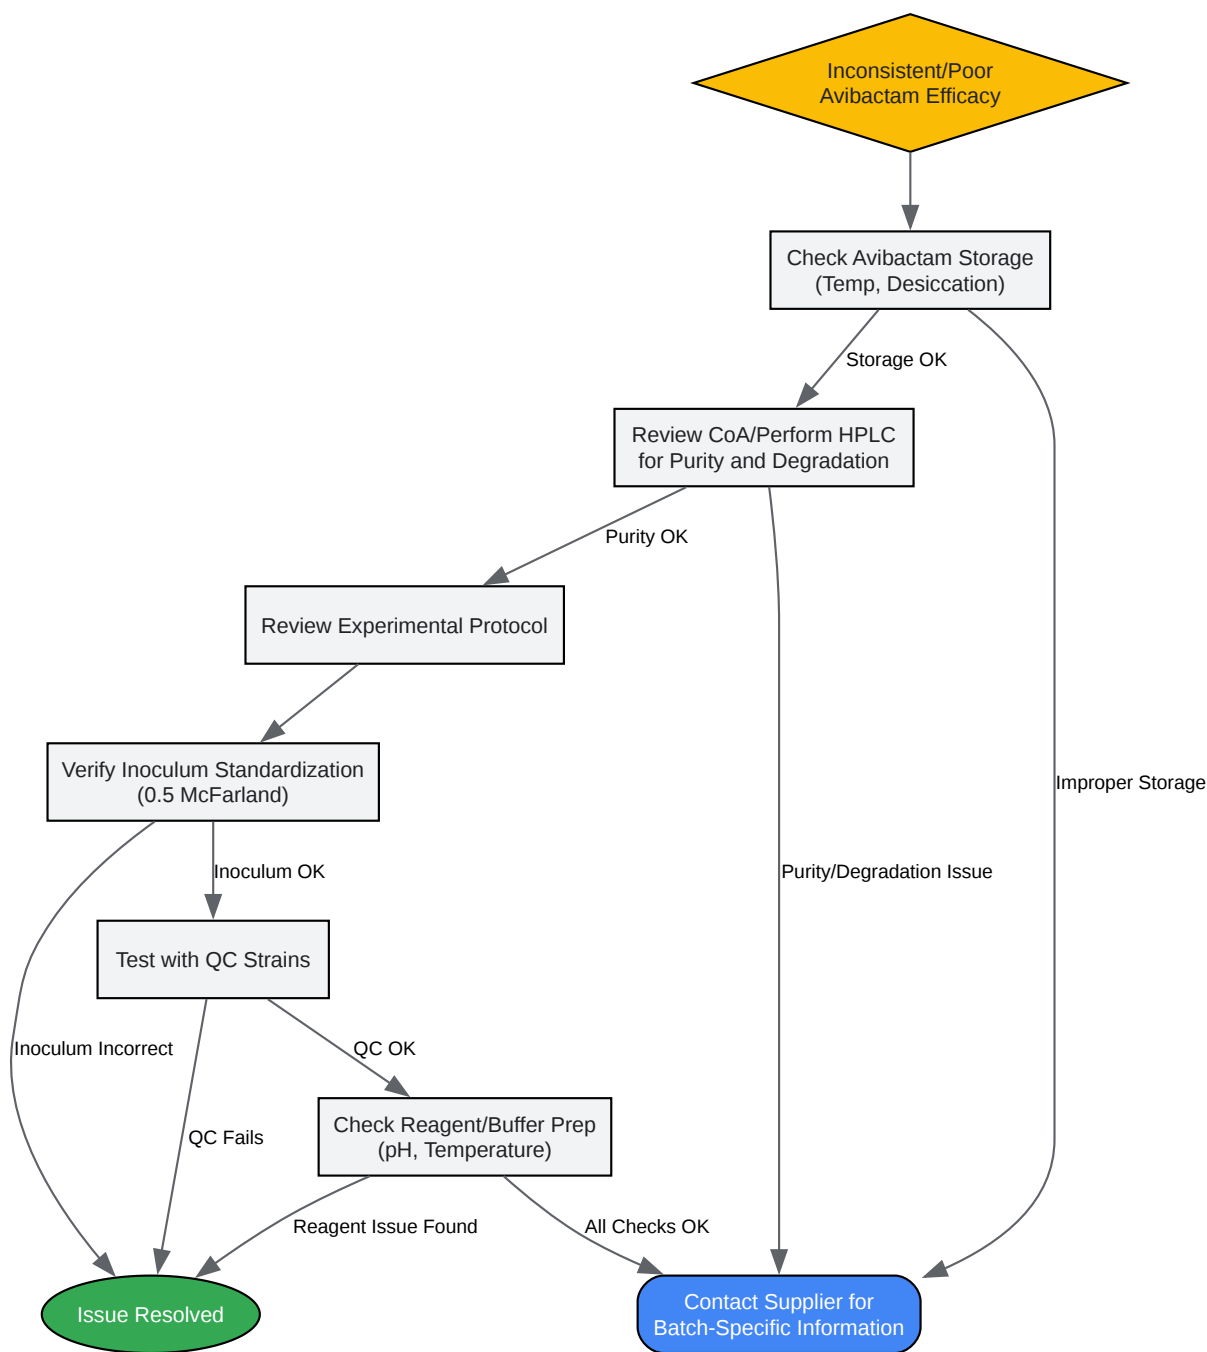 Inconsistent/Poor
Avibactam Efficacy
Check Avibactam Storage
(Temp, Desiccation)
Storage OK
Review CoA/Perform HPLC
for Purity and Degradation
Purity OK
Review Experimental Protocol
Verify Inoculum Standardization
(0.5 McFarland)
Improper Storage
Inoculum OK
Purity/Degradation Issue
Test with QC Strains
Inoculum Incorrect
QC OK
Check Reagent/Buffer Prep
(pH, Temperature)
QC Fails
Reagent Issue Found
All Checks OK
Issue Resolved
Contact Supplier for
Batch-Specific Information